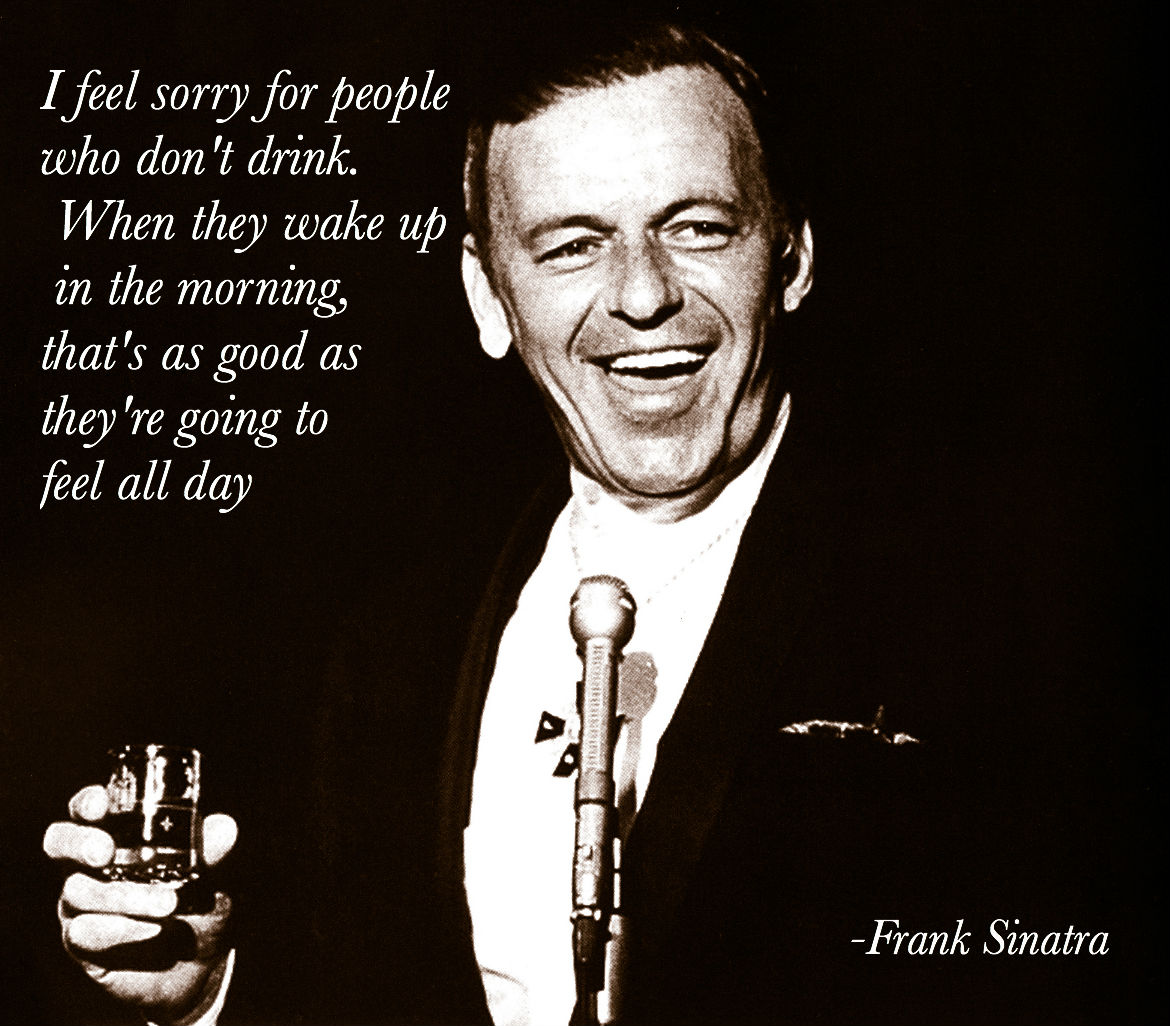 I feel sorry for people
who don't drink.
When they wake up
in the morning,
that's as good as
they're going to
feel all day
-Frank Sinatra